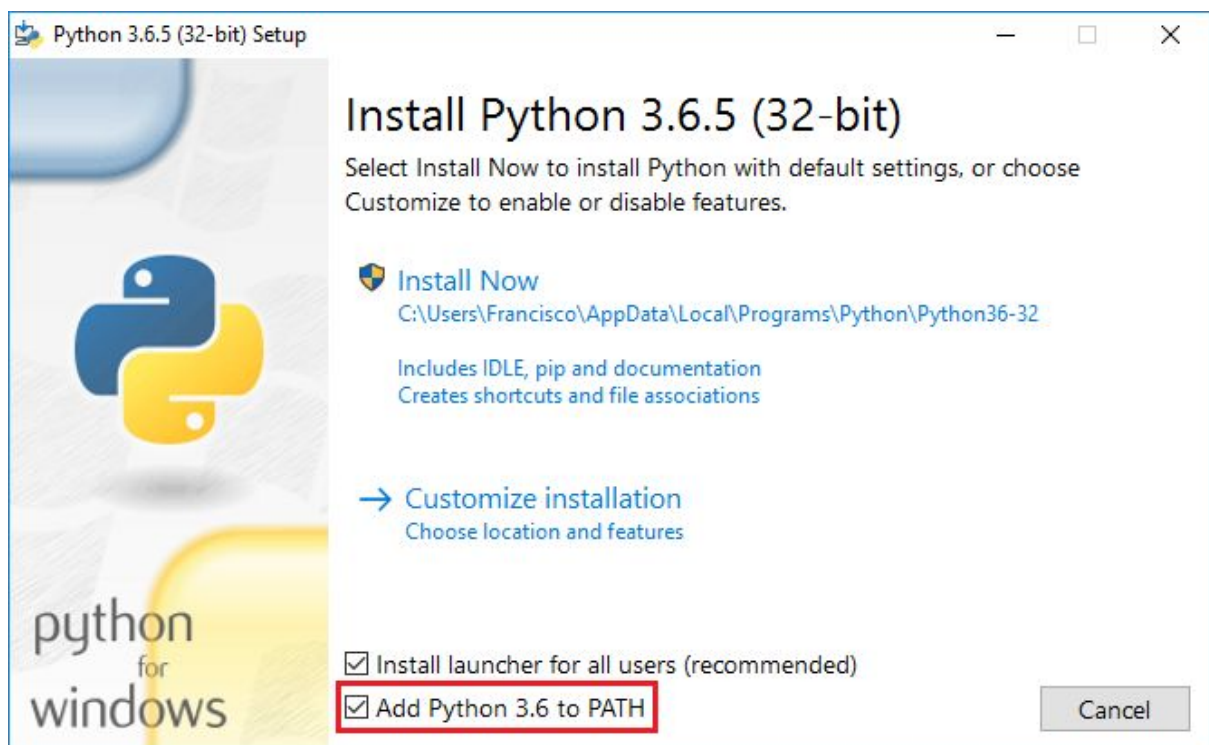 Python 3.6.5 (32-bit) Setup
Install Python 3.6.5 (32-bit)
Select Install Now to install Python with default settings, or choose
Customize to enable or disable features.
Install Now
C:\Users\Francisco\AppData\Local\Programs\Python\Python36-32
Includes IDLE, pip and documentation
Creates shortcuts and file associations
Customize installation
Choose location and features
python
for
windows
Install launcher for all users (recommended)
Add Python 3.6 to PATH
Cancel